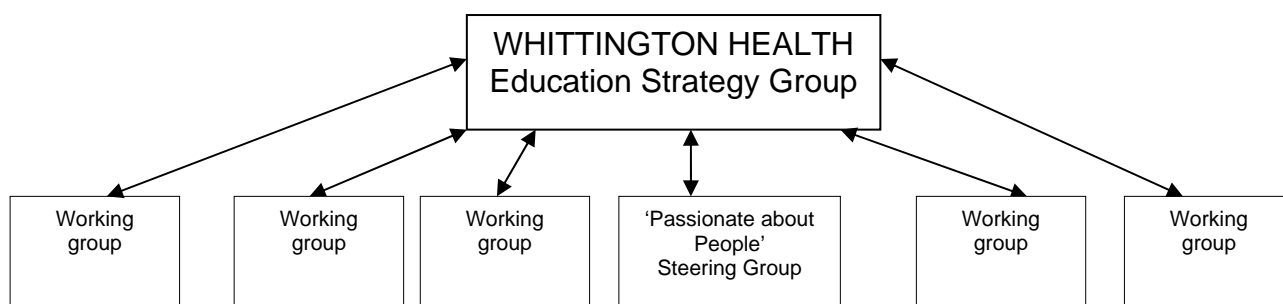 WHITTINGTON HEALTH
Education Strategy Group
Working
group
Working
group
Working
group
‘Passionate about
People’
Steering Group
Working
group
Working
group